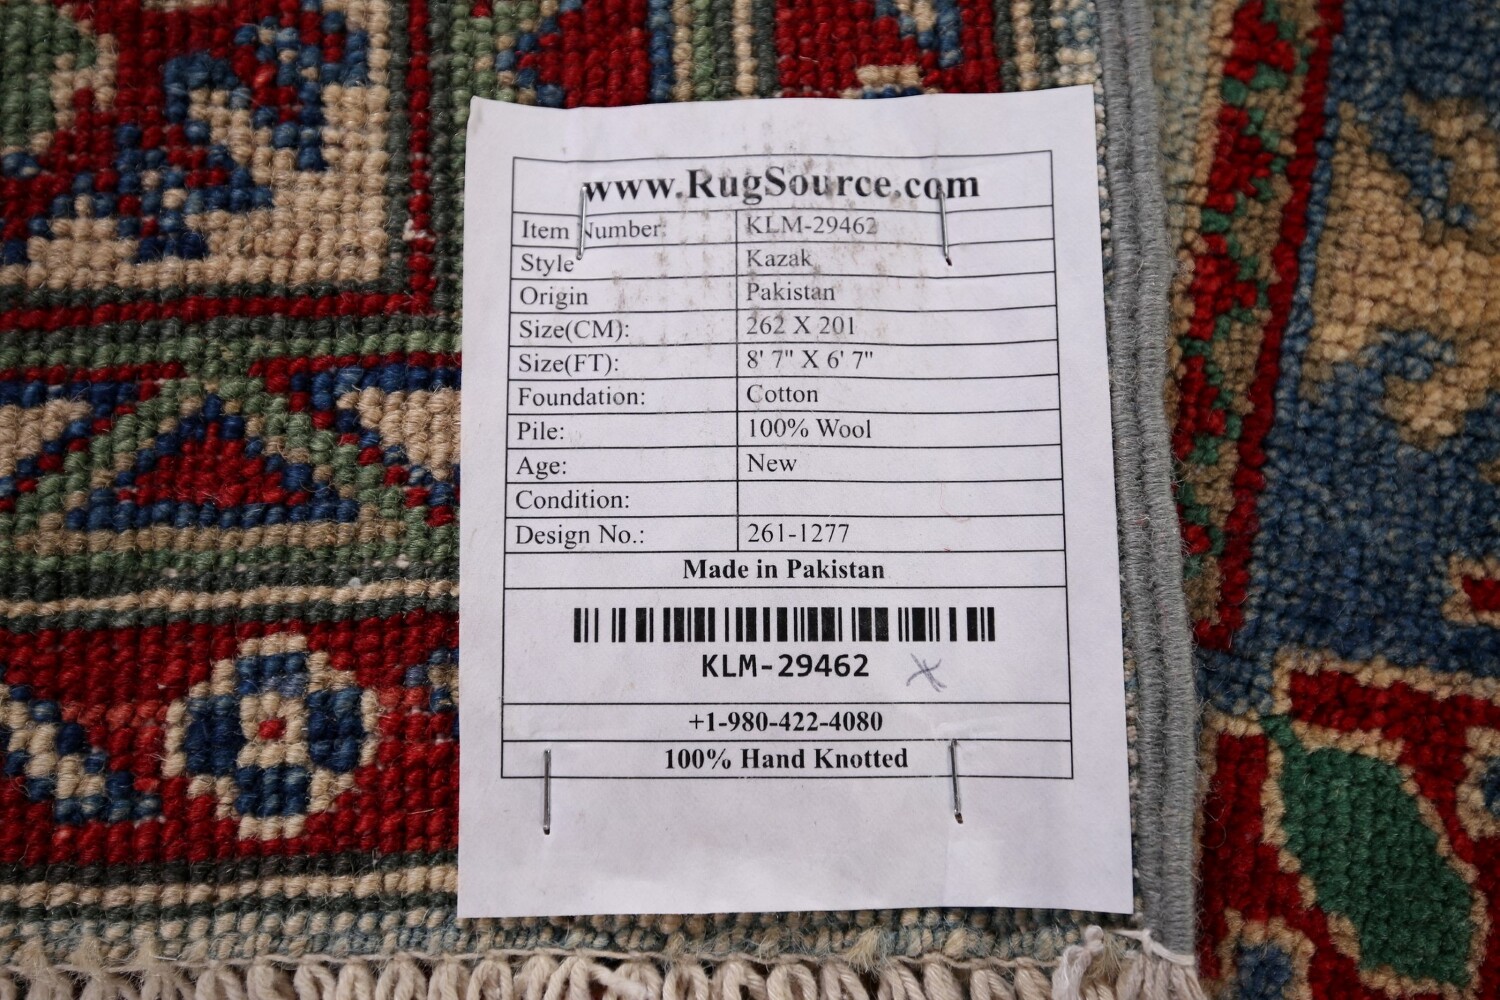 www.RugSource.com
Item Number: KLM-29462
Style Kazak
Origin Pakistan
Size(CM): 262 X 201
Size(FT): 8' 7" X 6' 7"
Foundation: Cotton
Pile: 100% Wool
Age: New
Condition:
Design No.: 261-1277
Made in Pakistan
KLM-29462
+1-980-422-4080
100% Hand Knotted